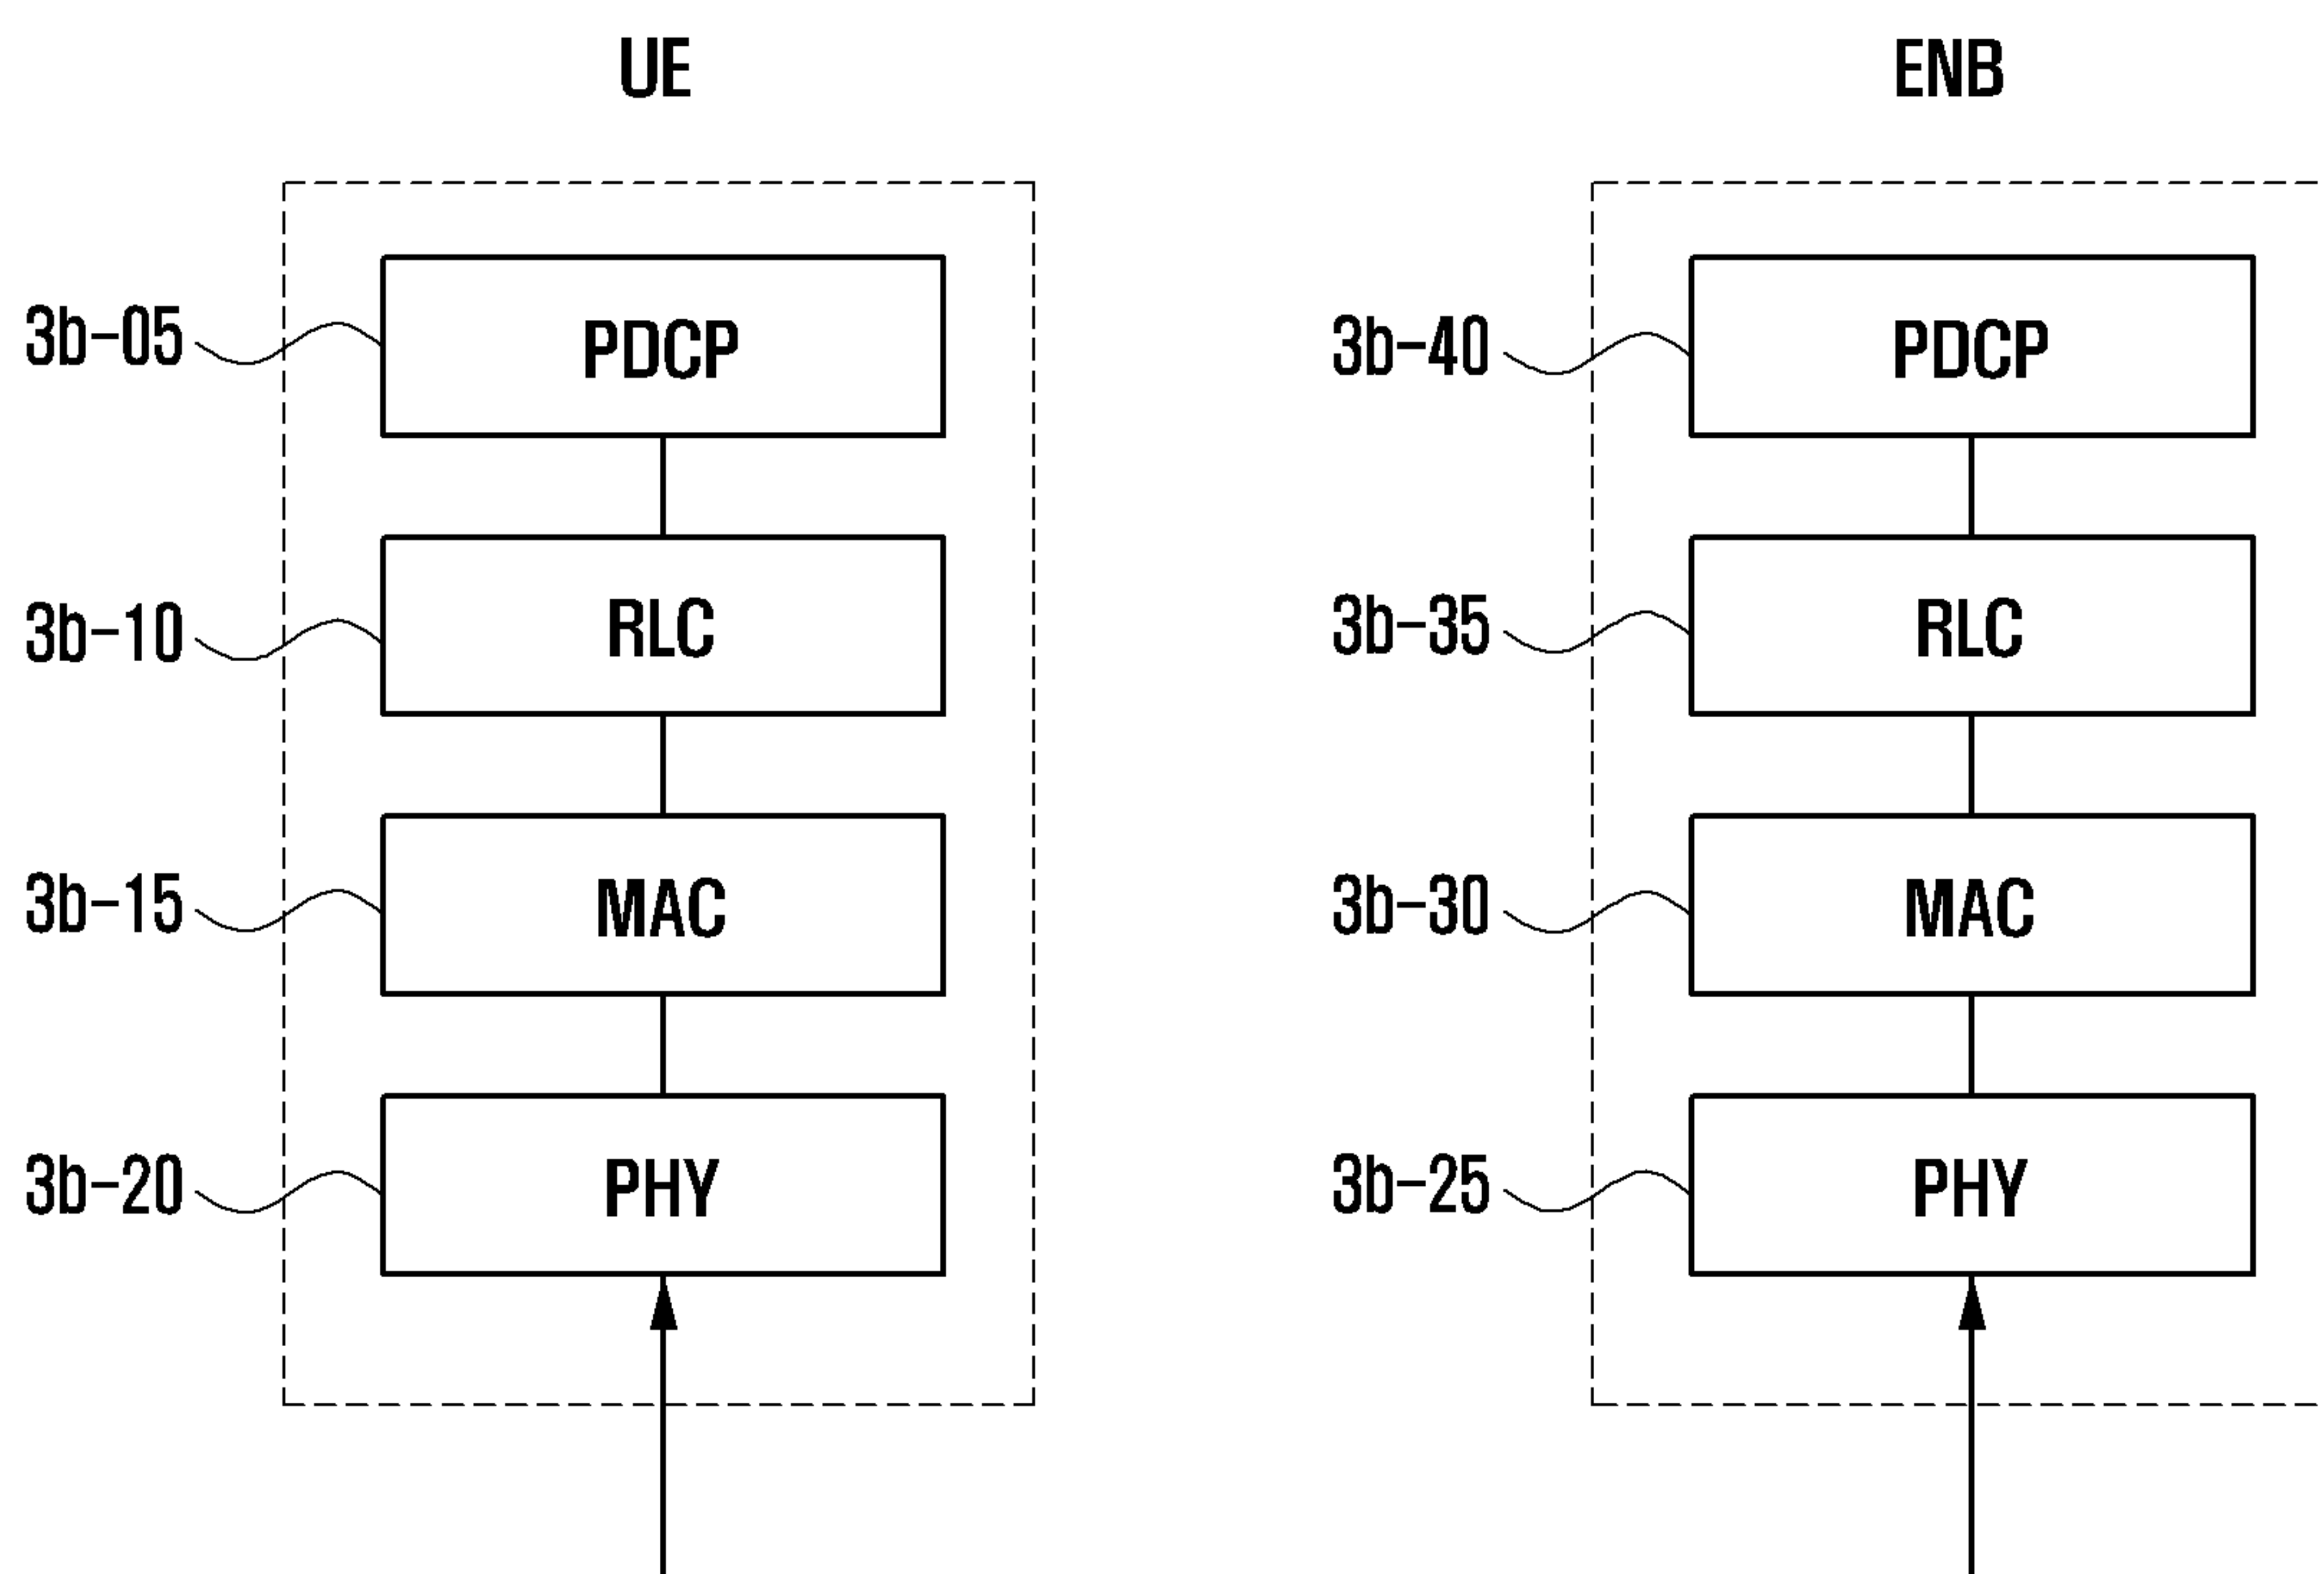 UE ENB
3b-05 PDCP 3b-40 PDCP
3b-10 RLC 3b-35 RLC
3b-15 MAC 3b-30 MAC
3b-20 PHY 3b-25 PHY